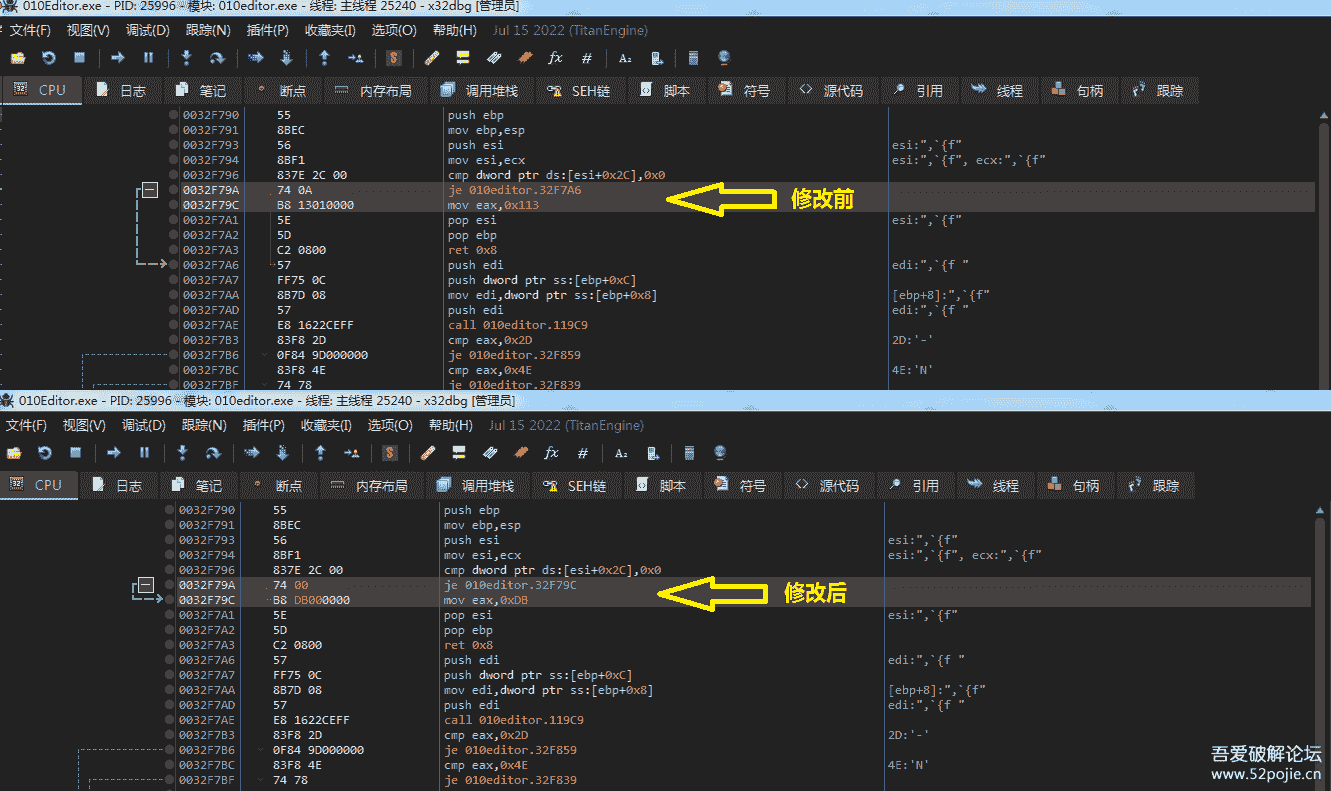 010Editor.exe - PID: 25996 - 模块: 010editor.exe - 线程: 主线程 25240 - x32dbg [管理员]
文件(F) 视图(V) 调试(D) 跟踪(N) 插件(P) 收藏夹(I) 选项(O) 帮助(H) Jul 15 2022 (TitanEngine)
CPU 日志 笔记 断点 内存布局 调用堆栈 SEH链 脚本 符号 源代码 引用 线程 句柄 跟踪
0032F790 55 push ebp
0032F791 8BEC mov ebp,esp
0032F793 56 push esi esi:",`{f"
0032F794 8BF1 mov esi,ecx esi:",`{f", ecx:",`{f"
0032F796 837E 2C 00 cmp dword ptr ds:[esi+0x2C],0x0
0032F79A 74 0A je 010editor.32F7A6
修改前
0032F79C B8 13010000 mov eax,0x113
0032F7A1 5E pop esi esi:",`{f"
0032F7A2 5D pop ebp
0032F7A3 C2 0800 ret 0x8
0032F7A6 57 push edi edi:",`{f "
0032F7A7 FF75 0C push dword ptr ss:[ebp+0xC]
0032F7AA 8B7D 08 mov edi,dword ptr ss:[ebp+0x8] [ebp+8]:",`{f"
0032F7AD 57 push edi edi:",`{f "
0032F7AE E8 1622CEFF call 010editor.119C9
0032F7B3 83F8 2D cmp eax,0x2D 2D:'-'
0032F7B6 0F84 9D000000 je 010editor.32F859
0032F7BC 83F8 4E cmp eax,0x4E 4E:'N'
0032F7BF 74 78 je 010editor.32F839
010Editor.exe - PID: 25996 - 模块: 010editor.exe - 线程: 主线程 25240 - x32dbg [管理员]
文件(F) 视图(V) 调试(D) 跟踪(N) 插件(P) 收藏夹(I) 选项(O) 帮助(H) Jul 15 2022 (TitanEngine)
CPU 日志 笔记 断点 内存布局 调用堆栈 SEH链 脚本 符号 源代码 引用 线程 句柄 跟踪
0032F790 55 push ebp
0032F791 8BEC mov ebp,esp
0032F793 56 push esi esi:",`{f"
0032F794 8BF1 mov esi,ecx esi:",`{f", ecx:",`{f"
0032F796 837E 2C 00 cmp dword ptr ds:[esi+0x2C],0x0
0032F79A 74 00 je 010editor.32F79C
修改后
0032F79C B8 DB000000 mov eax,0xDB
0032F7A1 5E pop esi esi:",`{f"
0032F7A2 5D pop ebp
0032F7A3 C2 0800 ret 0x8
0032F7A6 57 push edi edi:",`{f "
0032F7A7 FF75 0C push dword ptr ss:[ebp+0xC]
0032F7AA 8B7D 08 mov edi,dword ptr ss:[ebp+0x8] [ebp+8]:",`{f"
0032F7AD 57 push edi edi:",`{f "
0032F7AE E8 1622CEFF call 010editor.119C9
0032F7B3 83F8 2D cmp eax,0x2D 2D:'-'
0032F7B6 0F84 9D000000 je 010editor.32F859
0032F7BC 83F8 4E cmp eax,0x4E 4E:'N'
0032F7BF 74 78 je 010editor.32F839
吾爱破解论坛
www.52pojie.cn